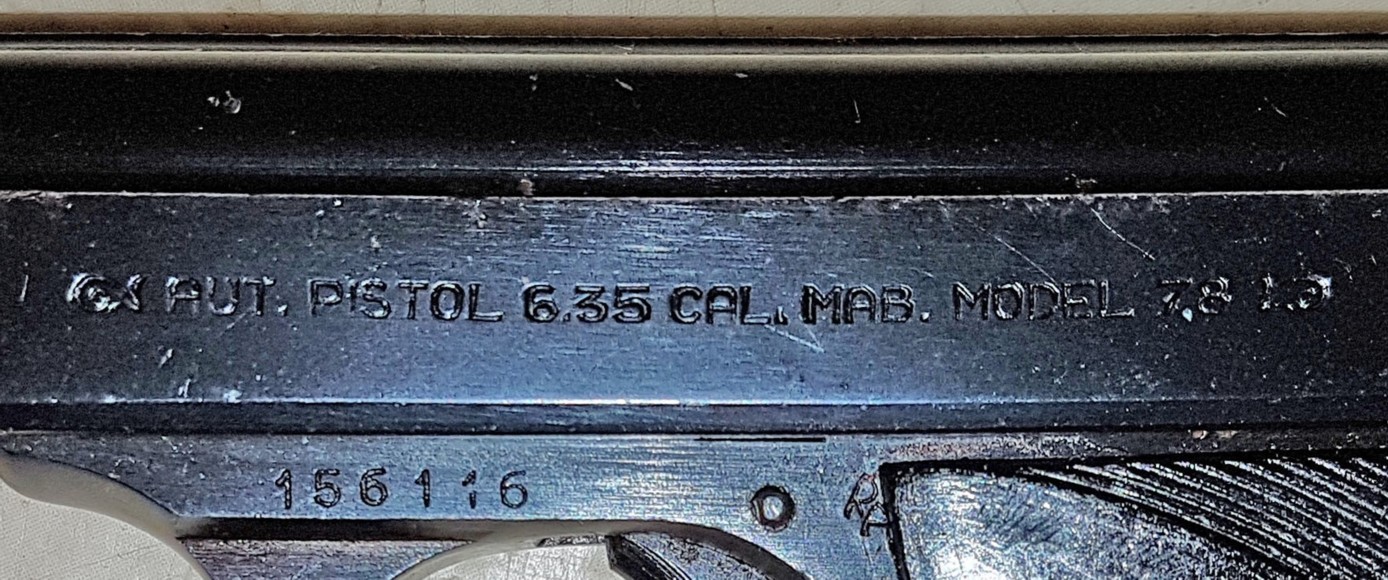 AUT. PISTOL 6.35 CAL. MAB. MODEL
156116